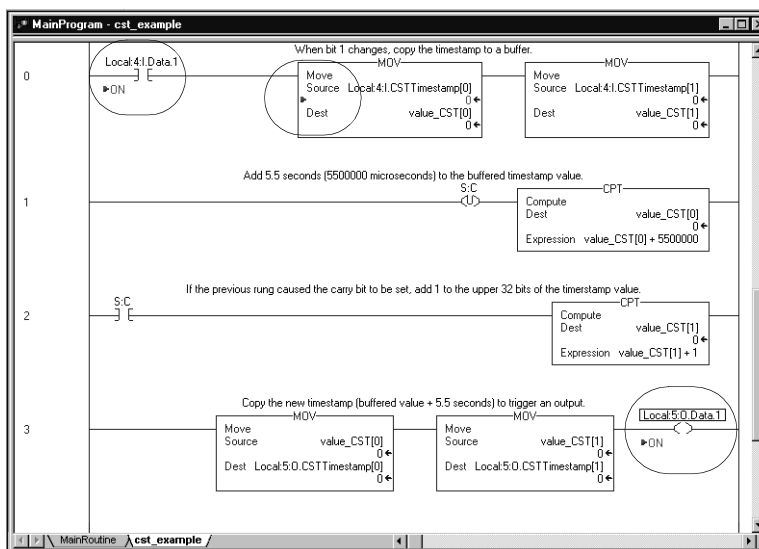 MainProgram - cst_example
When bit 1 changes, copy the timestamp to a buffer.
0
Local:4:I.Data.1
ON
MOV
Move
Source Local:4:I.CSTTimestamp[0]
0
Dest value_CST[0]
0
MOV
Move
Source Local:4:I.CSTTimestamp[1]
0
Dest value_CST[1]
0
Add 5.5 seconds (5500000 microseconds) to the buffered timestamp value.
1
S:C
U
CPT
Compute
Dest value_CST[0]
0
Expression value_CST[0] + 5500000
If the previous rung caused the carry bit to be set, add 1 to the upper 32 bits of the timerstamp value.
2
S:C
CPT
Compute
Dest value_CST[1]
0
Expression value_CST[1] + 1
Copy the new timestamp (buffered value + 5.5 seconds) to trigger an output.
3
MOV
Move
Source value_CST[0]
0
Dest Local:5:O.CSTTimestamp[0]
0
MOV
Move
Source value_CST[1]
0
Dest Local:5:O.CSTTimestamp[1]
0
Local:5:O.Data.1
ON
MainRoutine cst_example